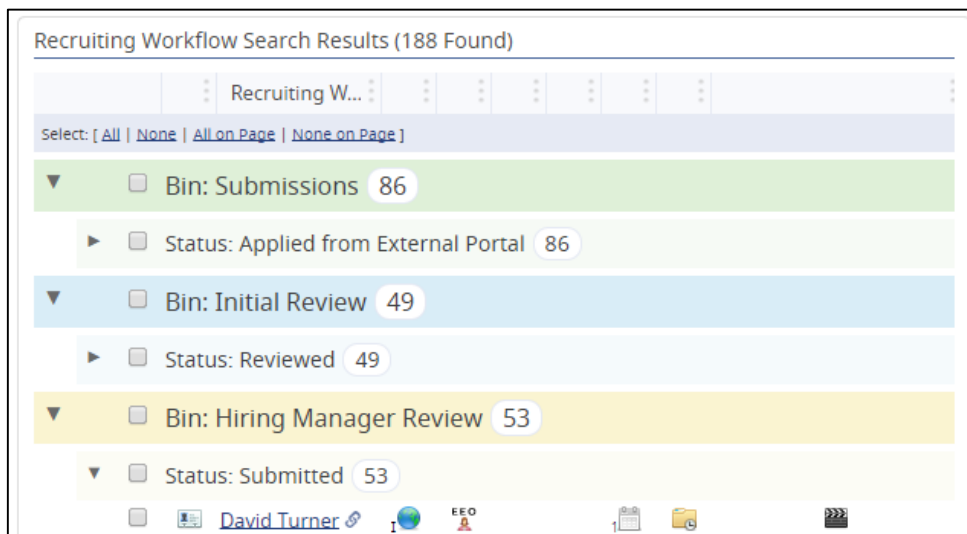 Recruiting Workflow Search Results (188 Found)
Recruiting W...
Select: [ All | None | All on Page | None on Page ]
Bin: Submissions 86
Status: Applied from External Portal 86
Bin: Initial Review 49
Status: Reviewed 49
Bin: Hiring Manager Review 53
Status: Submitted 53
David Turner I EEO 1